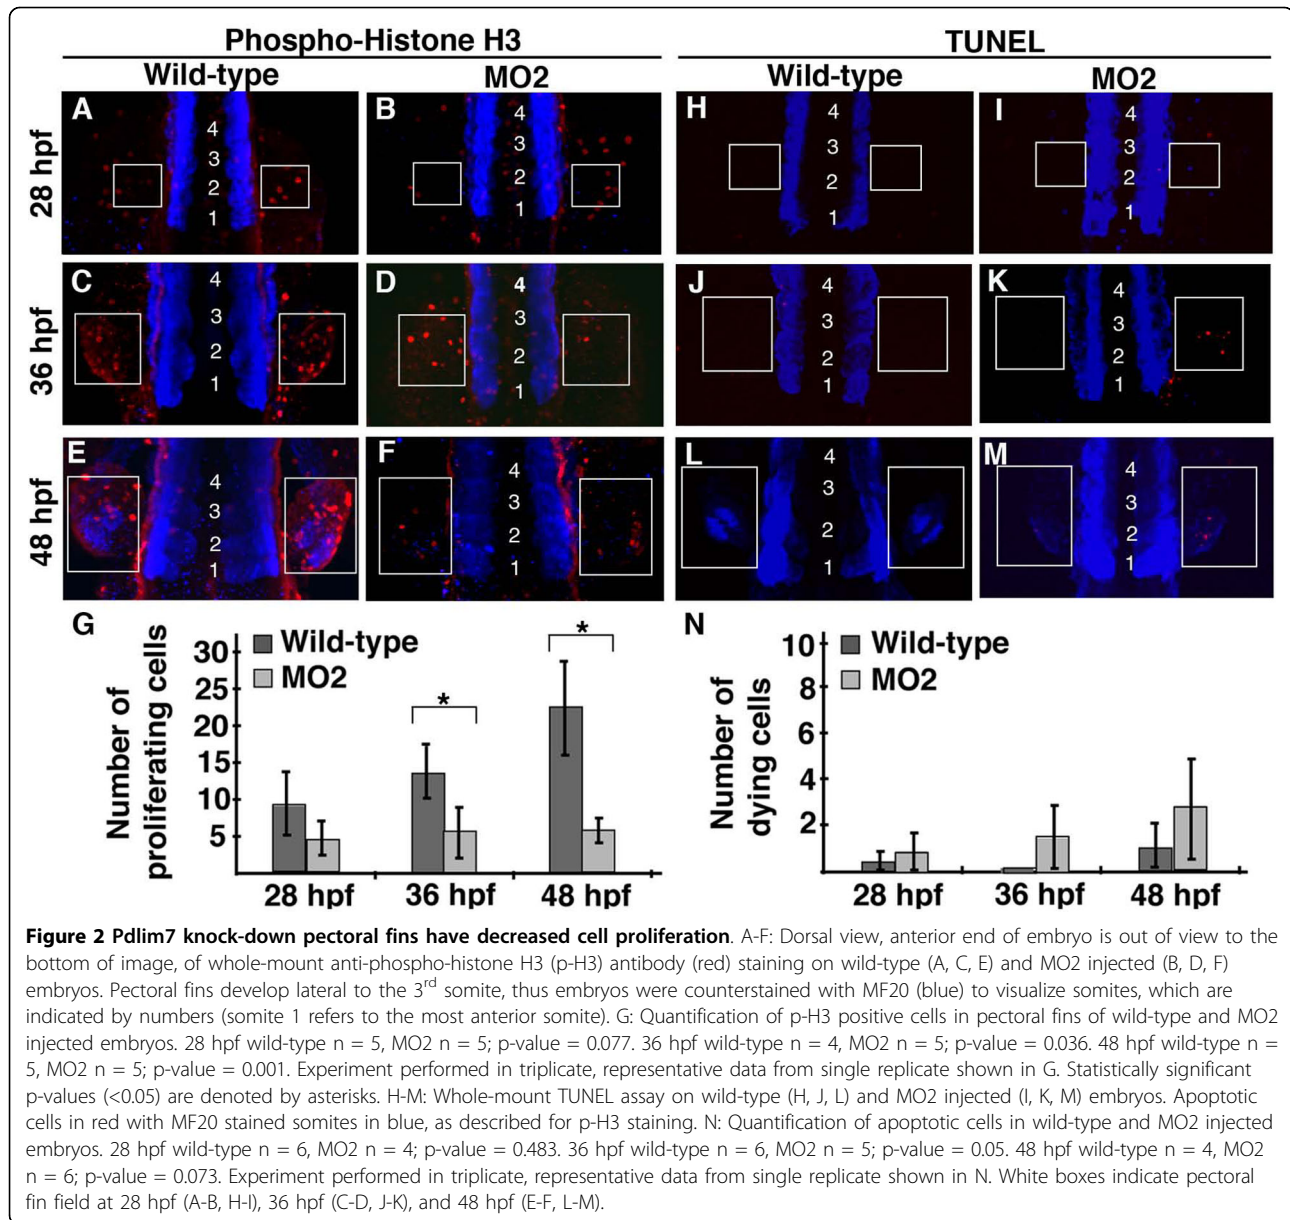 Phospho-Histone H3 TUNEL
Wild-type MO2 Wild-type MO2
28 hpf
A 4 3 2 1
B 4 3 2 1
H 4 3 2 1
I 4 3 2 1
36 hpf
C 4 3 2 1
D 4 3 2 1
J 4 3 2 1
K 4 3 2 1
48 hpf
E 4 3 2 1
F 4 3 2 1
L 4 3 2 1
M 4 3 2 1
G
Number of
proliferating cells
30
25
20
15
10
5
Wild-type
MO2
*
*
28 hpf 36 hpf 48 hpf
N
Number of
dying cells
10
8
6
4
2
Wild-type
MO2
28 hpf 36 hpf 48 hpf
Figure 2 Pdlim7 knock-down pectoral fins have decreased cell proliferation. A-F: Dorsal view, anterior end of embryo is out of view to the
bottom of image, of whole-mount anti-phospho-histone H3 (p-H3) antibody (red) staining on wild-type (A, C, E) and MO2 injected (B, D, F)
embryos. Pectoral fins develop lateral to the 3rd somite, thus embryos were counterstained with MF20 (blue) to visualize somites, which are
indicated by numbers (somite 1 refers to the most anterior somite). G: Quantification of p-H3 positive cells in pectoral fins of wild-type and MO2
injected embryos. 28 hpf wild-type n = 5, MO2 n = 5; p-value = 0.077. 36 hpf wild-type n = 4, MO2 n = 5; p-value = 0.036. 48 hpf wild-type n =
5, MO2 n = 5; p-value = 0.001. Experiment performed in triplicate, representative data from single replicate shown in G. Statistically significant
p-values (<0.05) are denoted by asterisks. H-M: Whole-mount TUNEL assay on wild-type (H, J, L) and MO2 injected (I, K, M) embryos. Apoptotic
cells in red with MF20 stained somites in blue, as described for p-H3 staining. N: Quantification of apoptotic cells in wild-type and MO2 injected
embryos. 28 hpf wild-type n = 6, MO2 n = 4; p-value = 0.483. 36 hpf wild-type n = 6, MO2 n = 5; p-value = 0.05. 48 hpf wild-type n = 4, MO2
n = 6; p-value = 0.073. Experiment performed in triplicate, representative data from single replicate shown in N. White boxes indicate pectoral
fin field at 28 hpf (A-B, H-I), 36 hpf (C-D, J-K), and 48 hpf (E-F, L-M).